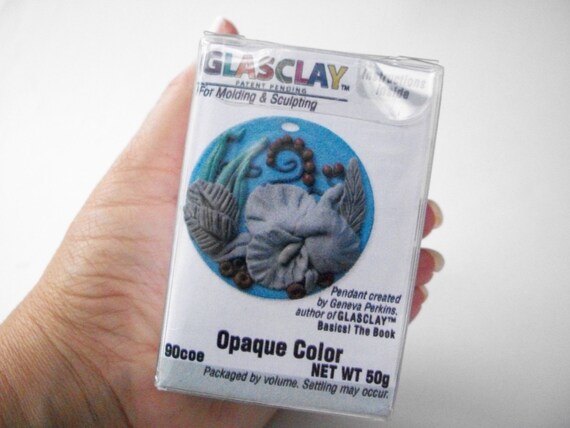 GLASCLAY™
PATENT PENDING
For Molding & Sculpting
Instructions
Inside
Pendant created
by Geneva Perkins,
author of GLASCLAY™
Basics! The Book
90coe
Opaque Color
NET WT 50g
Packaged by volume. Settling may occur.